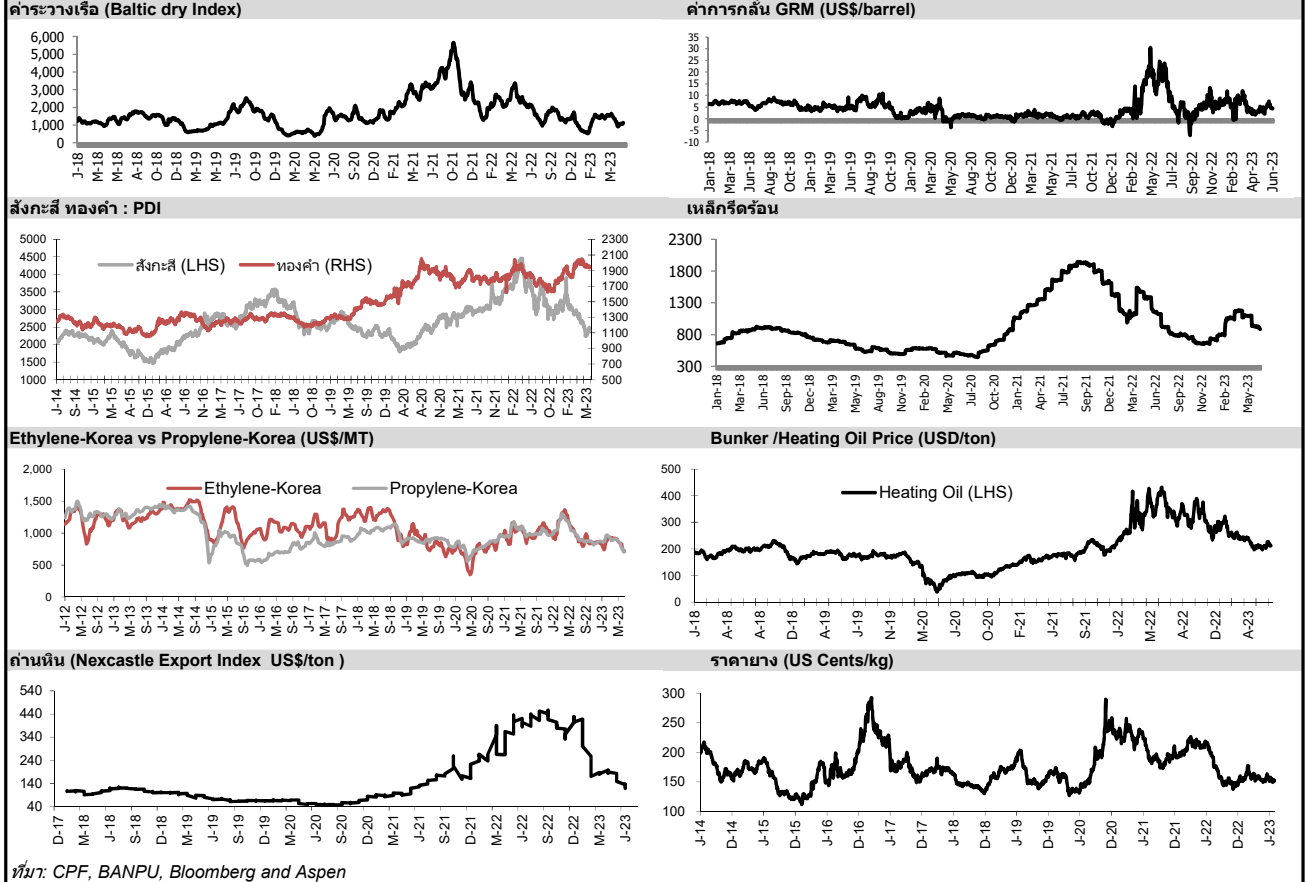 ค่าระวางเรือ (Baltic dry Index)
6,000
5,000
4,000
3,000
2,000
1,000
0
J-18
M-18
M-18
A-18
O-18
D-18
M-19
M-19
J-19
O-19
D-19
M-20
M-20
J-20
S-20
D-20
F-21
M-21
J-21
O-21
D-21
M-22
M-22
J-22
S-22
D-22
F-23
M-23
ค่าการกลั่น GRM (US$/barrel)
35
30
25
20
15
10
5
0
-5
-10
Jan-18
Mar-18
May-18
Aug-18
Oct-18
Jan-19
Mar-19
Jun-19
Aug-19
Oct-19
Jan-20
Mar-20
May-20
Jul-20
Oct-20
Dec-20
Mar-21
May-21
Jul-21
Oct-21
Dec-21
Feb-22
May-22
Jul-22
Sep-22
Nov-22
Feb-23
Apr-23
Jun-23
สังกะสี ทองคำ : PDI
5000
4500
4000
3500
3000
2500
2000
1500
1000
สังกะสี (LHS)
ทองคำ (RHS)
2300
2100
1900
1700
1500
1300
1100
900
700
500
J-14
S-14
J-15
M-15
A-15
D-15
S-16
J-16
N-16
M-17
J-17
O-17
F-18
M-18
O-18
J-18
M-19
S-19
D-19
A-20
A-20
N-20
M-21
J-21
N-21
F-22
J-22
O-22
F-23
M-23
เหล็กรีดร้อน
2300
1800
1300
800
300
Jan-18
Mar-18
Jun-18
Sep-18
Dec-18
Mar-19
May-19
Aug-19
Nov-19
Feb-20
May-20
Jul-20
Oct-20
Jan-21
Apr-21
Jul-21
Sep-21
Dec-21
Mar-22
Jun-22
Sep-22
Nov-22
Feb-23
May-23
Ethylene-Korea vs Propylene-Korea (US$/MT)
2,000
1,500
1,000
500
0
Ethylene-Korea
Propylene-Korea
J-12
M-12
S-12
J-13
M-13
S-13
J-14
M-14
S-14
J-15
M-15
S-15
J-16
M-16
S-16
J-17
M-17
S-17
J-18
M-18
S-18
J-19
M-19
S-19
J-20
M-20
S-20
J-21
M-21
S-21
J-22
M-22
S-22
J-23
M-23
Bunker /Heating Oil Price (USD/ton)
500
400
300
200
100
0
Heating Oil (LHS)
J-18
A-18
A-18
D-18
A-19
J-19
N-19
M-20
J-20
O-20
F-21
J-21
S-21
J-22
M-22
A-22
D-22
A-23
ถ่านหิน (Nexcastle Export Index  US$/ton )
540
440
340
240
140
40
D-17
M-18
J-18
S-18
D-18
M-19
J-19
S-19
D-19
M-20
J-20
S-20
D-20
M-21
J-21
S-21
D-21
M-22
J-22
S-22
D-22
M-23
J-23
ราคายาง (US Cents/kg)
300
250
200
150
100
J-14
D-14
J-15
D-15
J-16
D-16
J-17
D-17
J-18
D-18
J-19
D-19
J-20
D-20
J-21
D-21
J-22
D-22
J-23
ที่มา: CPF, BANPU, Bloomberg and Aspen